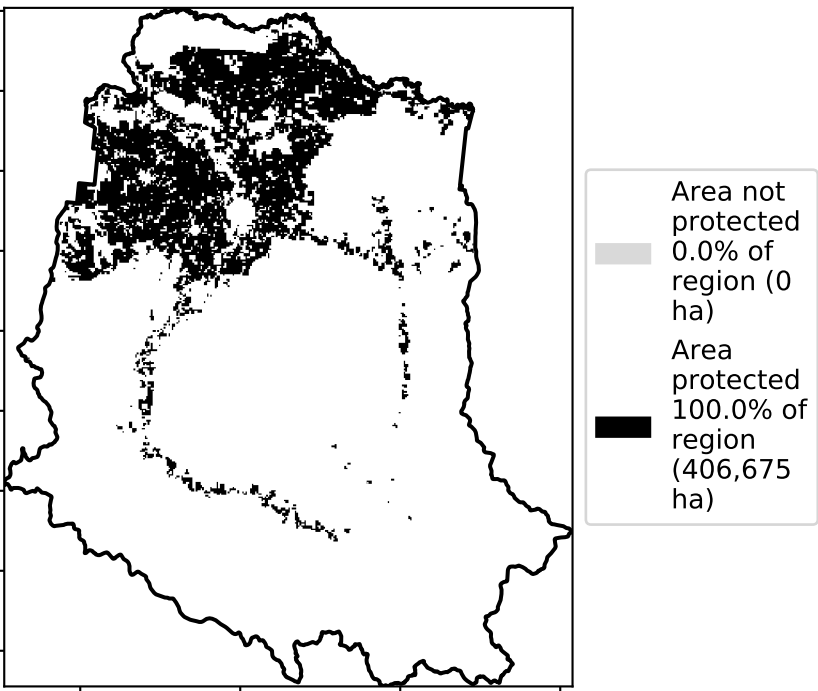 Area not
protected
0.0% of
region (0
ha)
Area
protected
100.0% of
region
(406,675
ha)